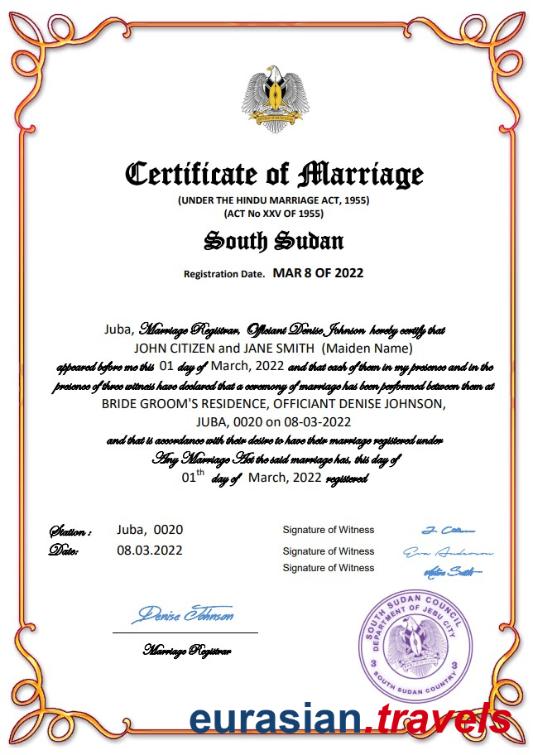 Certificate of Marriage
(UNDER THE HINDU MARRIAGE ACT, 1955)
(ACT No XXV OF 1955)
South Sudan
Registration Date. MAR 8 OF 2022
Juba, Marriage Registrar, Officiant Denise Johnson hereby certify that
JOHN CITIZEN and JANE SMITH (Maiden Name)
appeared before me this 01 day of March, 2022 and that each of them in my presence and in the
presence of three witness have declared that a ceremony of marriage has been performed between them at
BRIDE GROOM'S RESIDENCE, OFFICIANT DENISE JOHNSON,
JUBA, 0020 on 08-03-2022
and that is accordance with their desire to have their marriage registered under
Any Marriage Act the said marriage has, this day of
01th day of March, 2022 registered
Station : Juba, 0020
Date: 08.03.2022
Signature of Witness
Signature of Witness Eva Anderson
Signature of Witness
Denise Johnson
Marriage Registrar
SOUTH SUDAN COUNCIL
DEPARTMENT OF JEBU CITY
3 3
SOUTH SUDAN COUNTRY
eurasian.travels